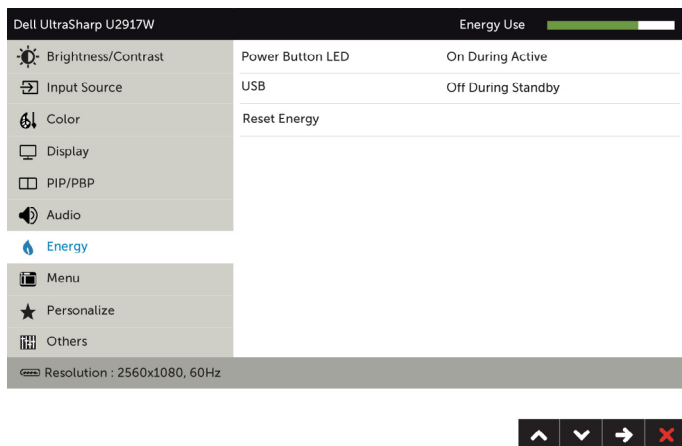 Dell UltraSharp U2917W
Energy Use
Brightness/Contrast
Power Button LED
On During Active
Input Source
USB
Off During Standby
Color
Reset Energy
Display
PIP/PBP
Audio
Energy
Menu
Personalize
Others
Resolution : 2560x1080, 60Hz